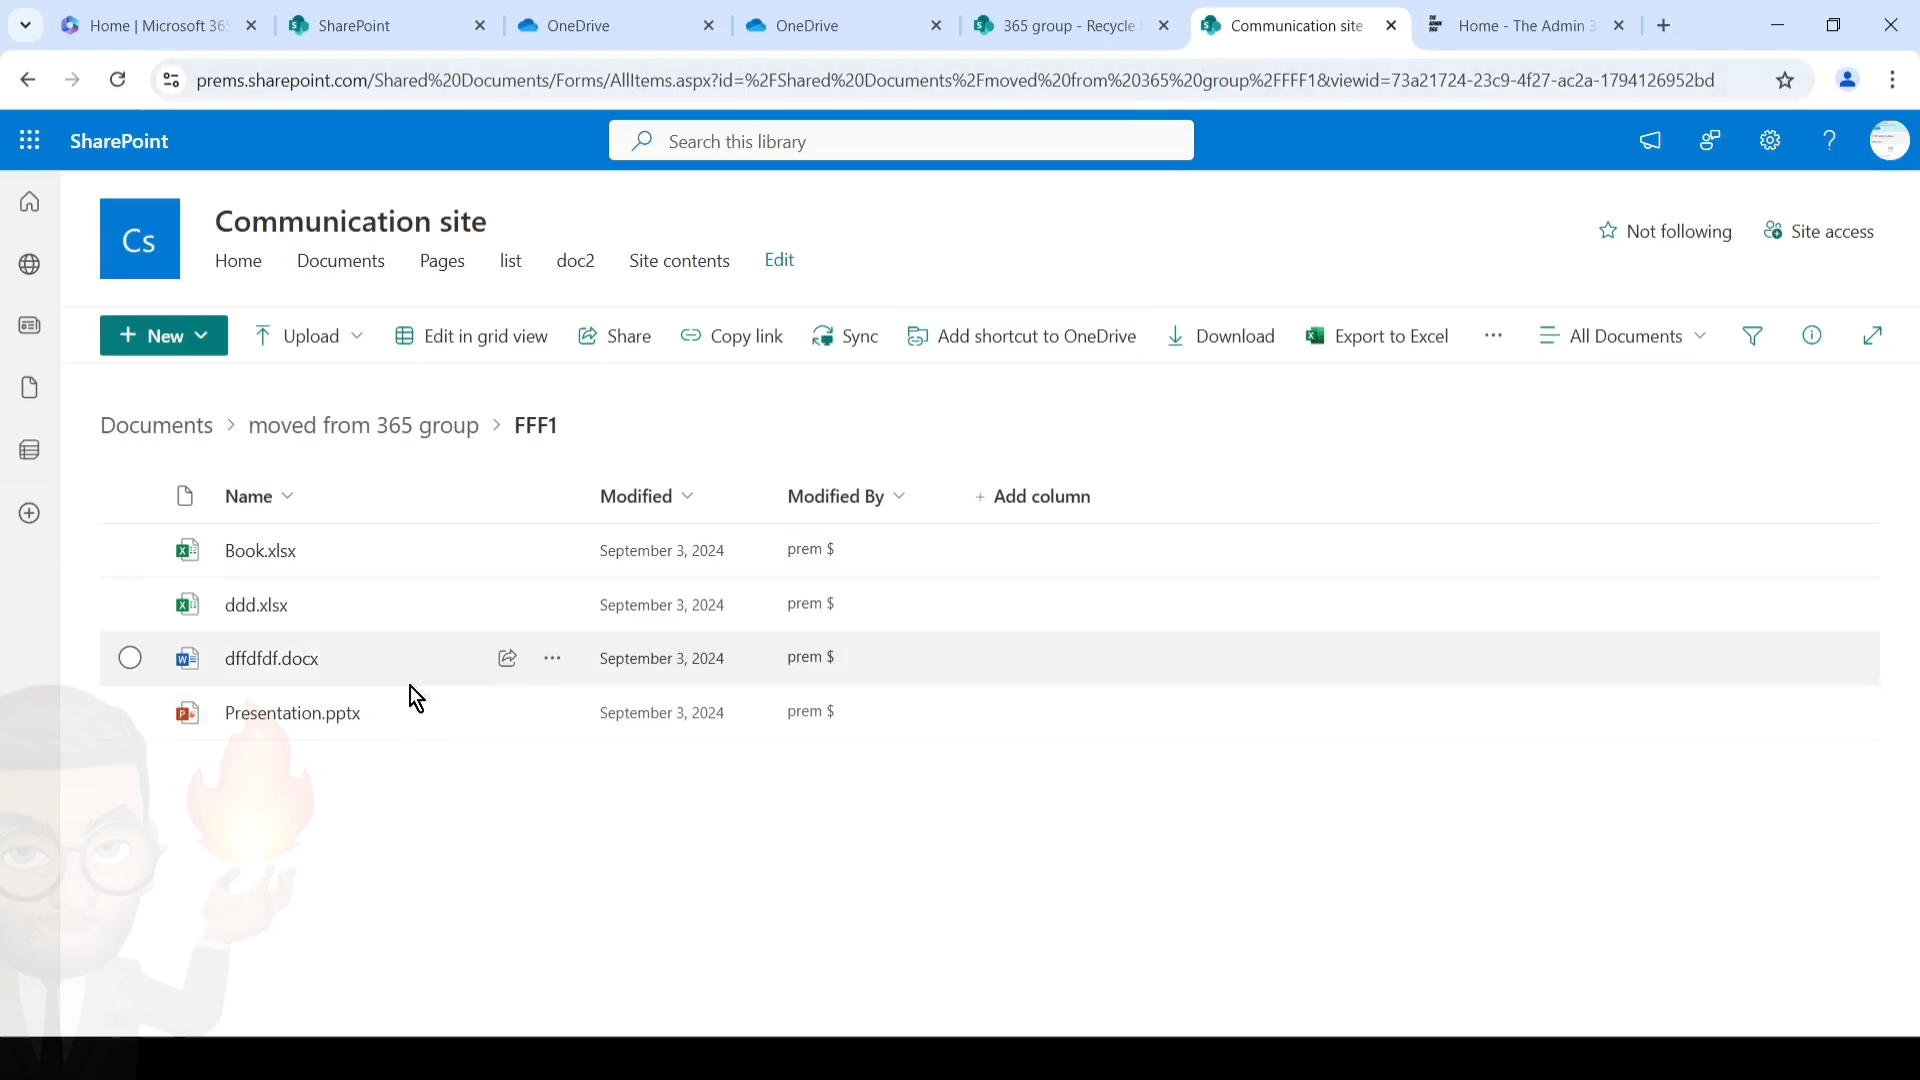 Home | Microsoft 365
SharePoint
OneDrive
OneDrive
365 group - Recycle
Communication site
Home - The Admin 3
prems.sharepoint.com/Shared%20Documents/Forms/AllItems.aspx?id=%2FShared%20Documents%2Fmoved%20from%20365%20group%2FFFF1&viewid=73a21724-23c9-4f27-ac2a-1794126952bd
SharePoint
Search this library
Cs
Communication site
Not following
Site access
Home
Documents
Pages
list
doc2
Site contents
Edit
+ New
Upload
Edit in grid view
Share
Copy link
Sync
Add shortcut to OneDrive
Download
Export to Excel
All Documents
Documents > moved from 365 group > FFF1
Name
Modified
Modified By
+ Add column
Book.xlsx September 3, 2024 prem $
ddd.xlsx September 3, 2024 prem $
dffdfdf.docx September 3, 2024 prem $
Presentation.pptx September 3, 2024 prem $